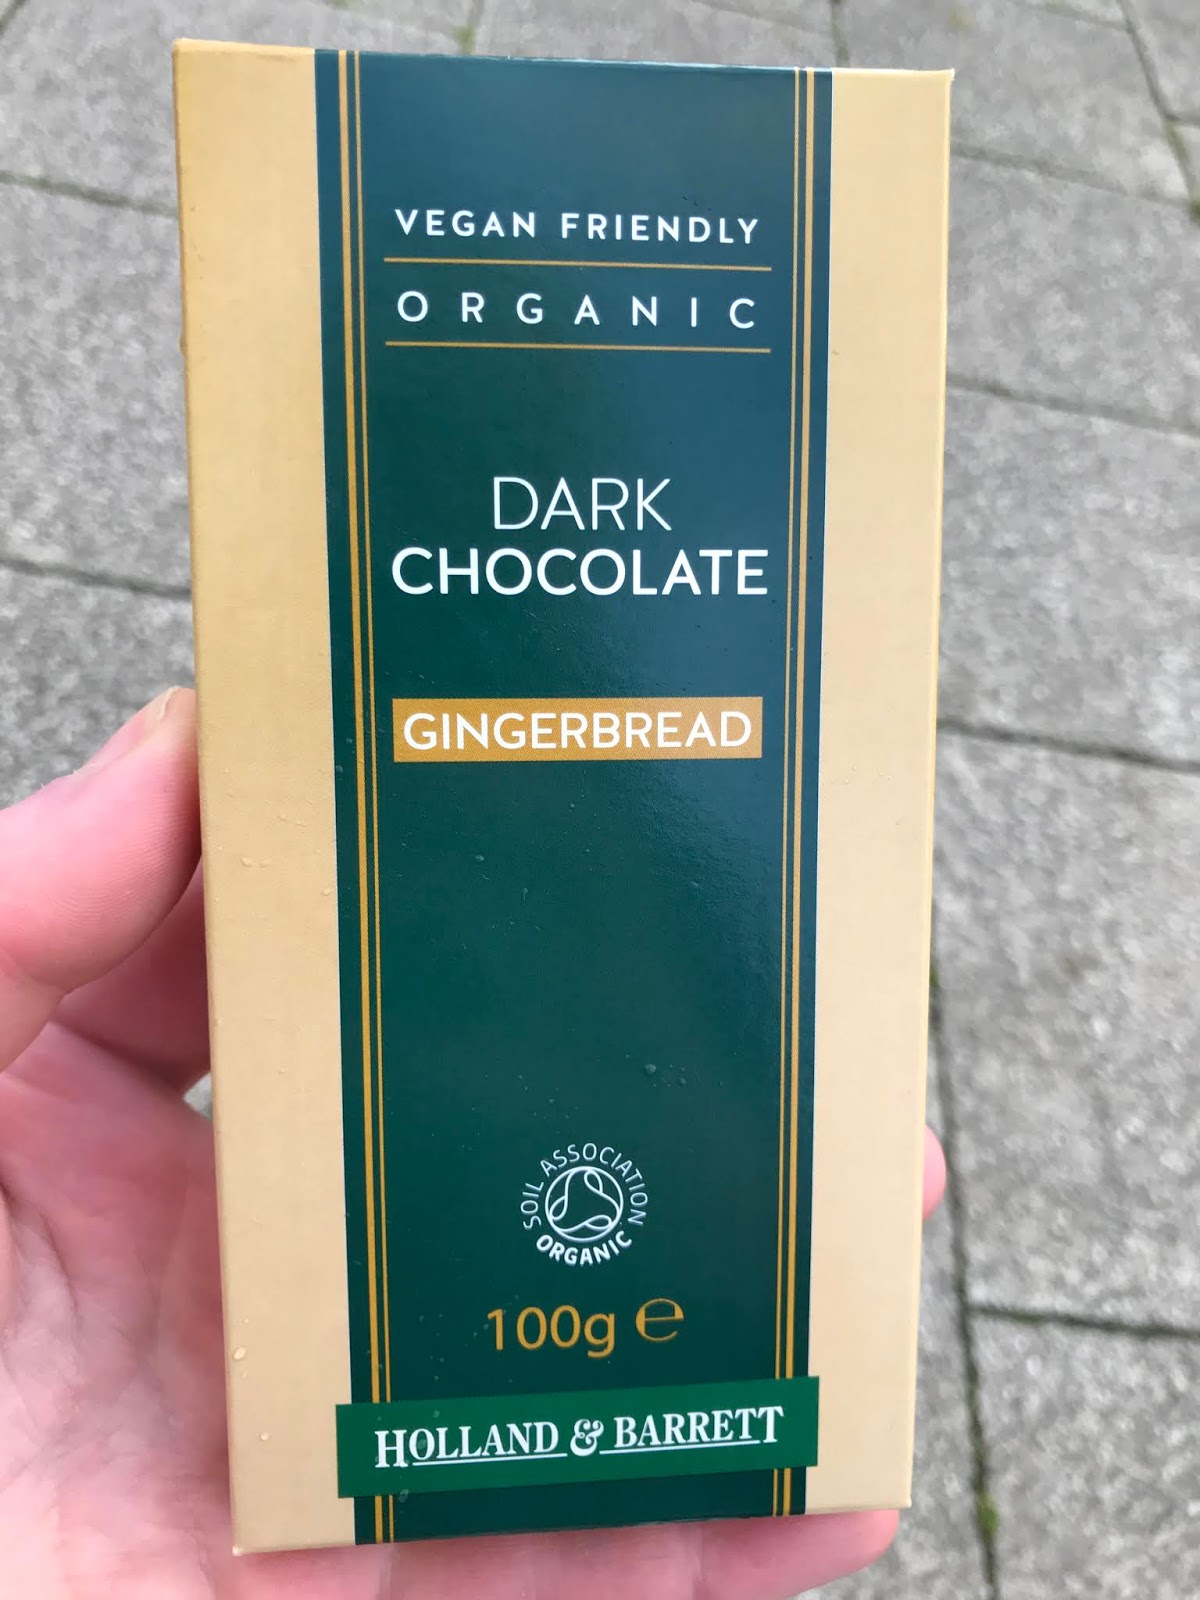 VEGAN FRIENDLY
ORGANIC
DARK
CHOCOLATE
GINGERBREAD
SOIL ASSOCIATION
ORGANIC
100g ℮
HOLLAND & BARRETT